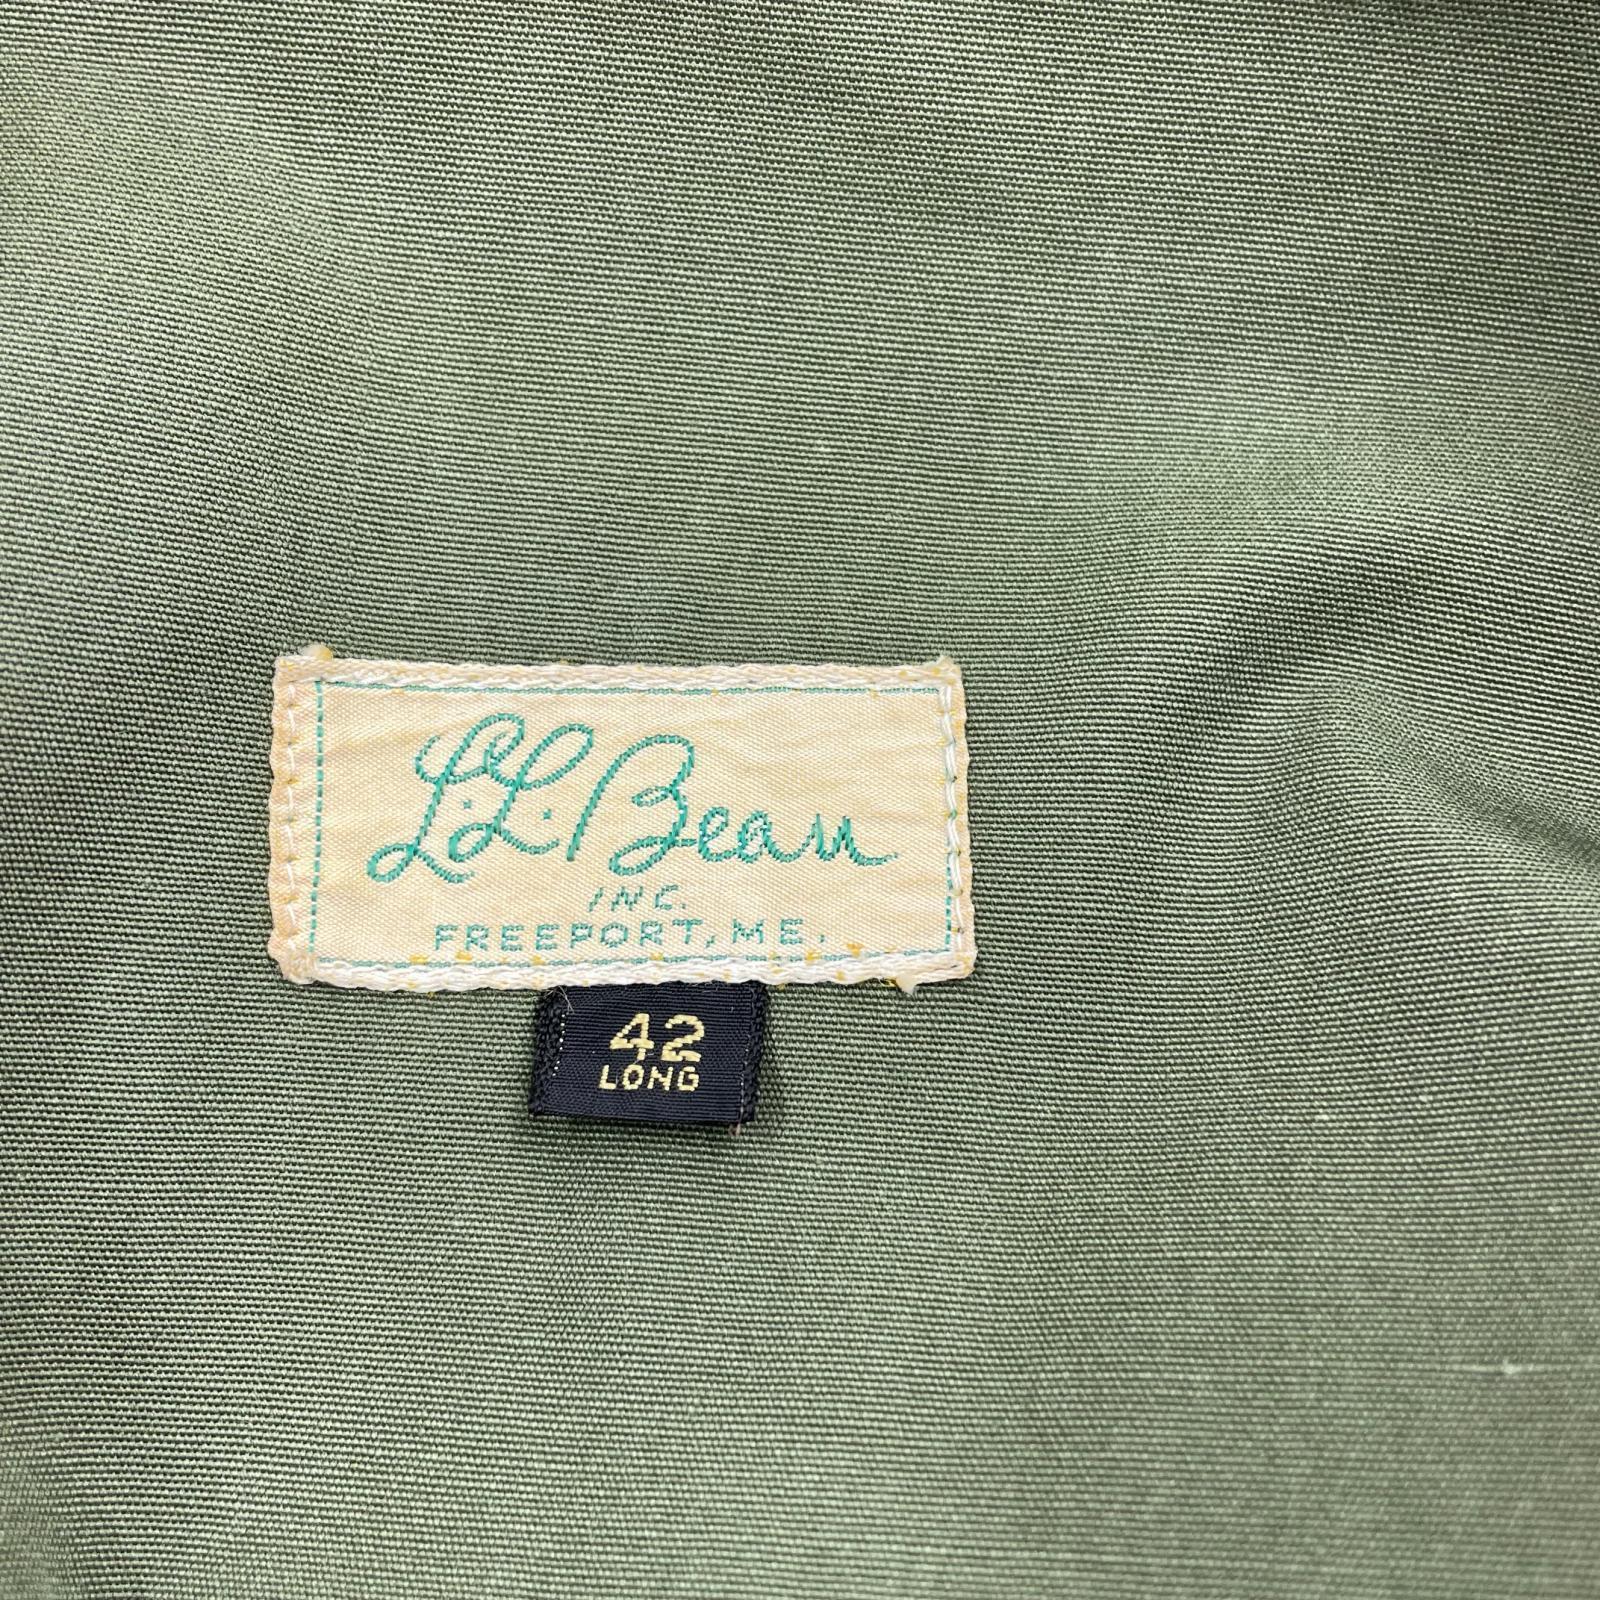 L.L. Bean
INC.
FREEPORT, ME.
42
LONG